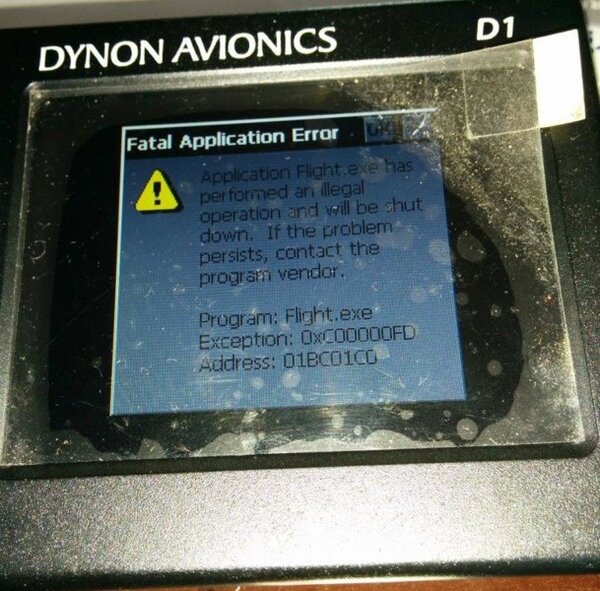 DYNON AVIONICS D1
Fatal Application Error OK
Application Flight.exe has
performed an illegal
operation and will be shut
down. If the problem
persists, contact the
program vendor.
Program: Flight.exe
Exception: 0xC00000FD
Address: 01BC01C0